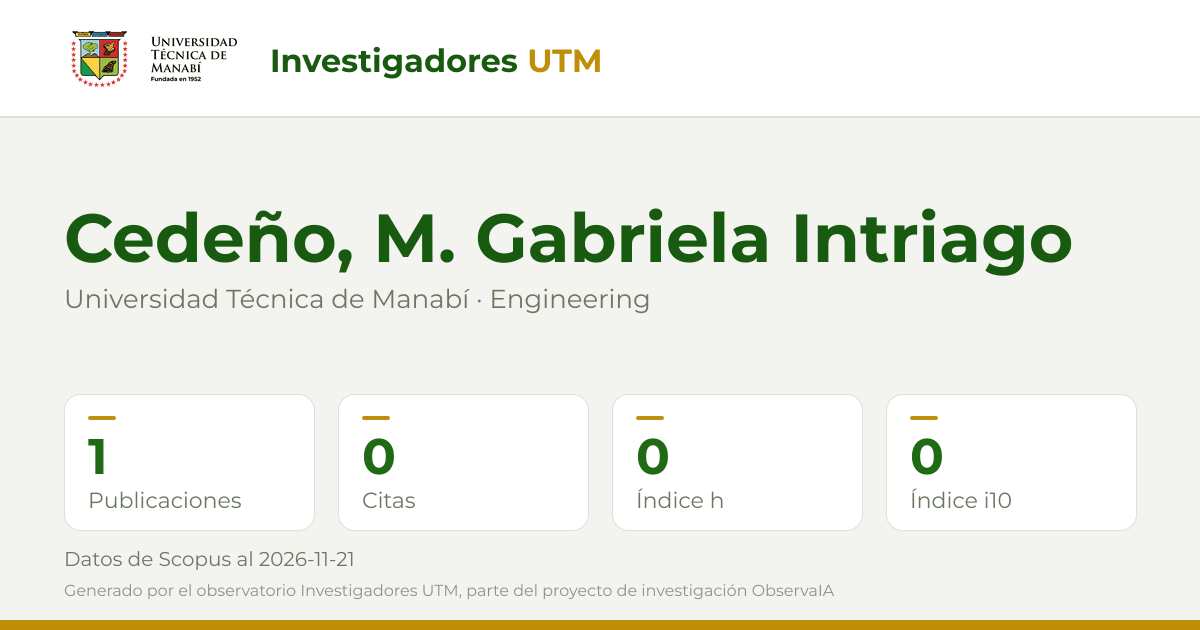 UNIVERSIDAD
TÉCNICA DE
MANABÍ
Fundada en 1952
Investigadores UTM
Cedeño, M. Gabriela Intriago
Universidad Técnica de Manabí · Engineering
1
Publicaciones
0
Citas
0
Índice h
0
Índice i10
Datos de Scopus al 2026-11-21
Generado por el observatorio Investigadores UTM, parte del proyecto de investigación ObservaIA